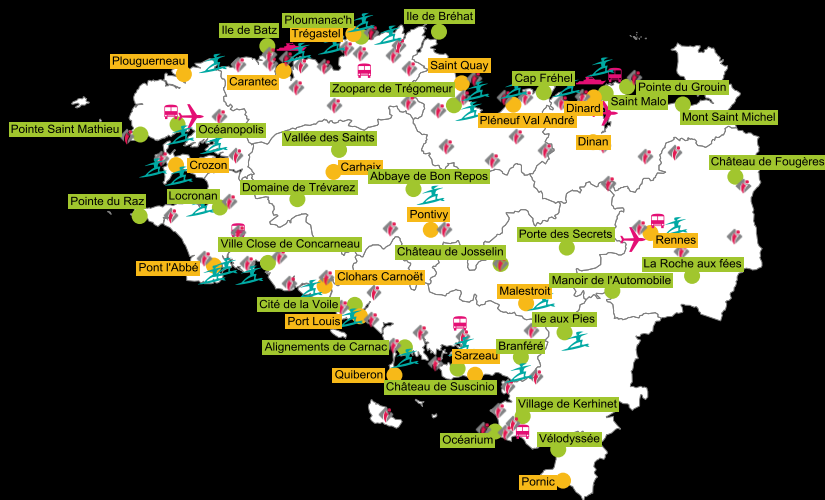 Ploumanac'h
Ile de Bréhat
Ile de Batz
Trégastel
Plouguerneau
Saint Quay
Carantec
Cap Fréhel
Zooparc de Trégomeur
Pointe du Grouin
Saint Malo
Dinard
Pléneuf Val André
Mont Saint Michel
Pointe Saint Mathieu
Océanopolis
Vallée des Saints
Dinan
Crozon
Carhaix
Abbaye de Bon Repos
Château de Fougères
Domaine de Trévarez
Locronan
Pointe du Raz
Pontivy
Porte des Secrets
Rennes
Ville Close de Concarneau
Château de Josselin
La Roche aux fées
Pont l'Abbé
Clohars Carnoët
Manoir de l'Automobile
Malestroit
Cité de la Voile
Port Louis
Ile aux Pies
Alignements de Carnac
Branféré
Sarzeau
Quiberon
Château de Suscinio
Village de Kerhinet
Océarium
Vélodyssée
Pornic